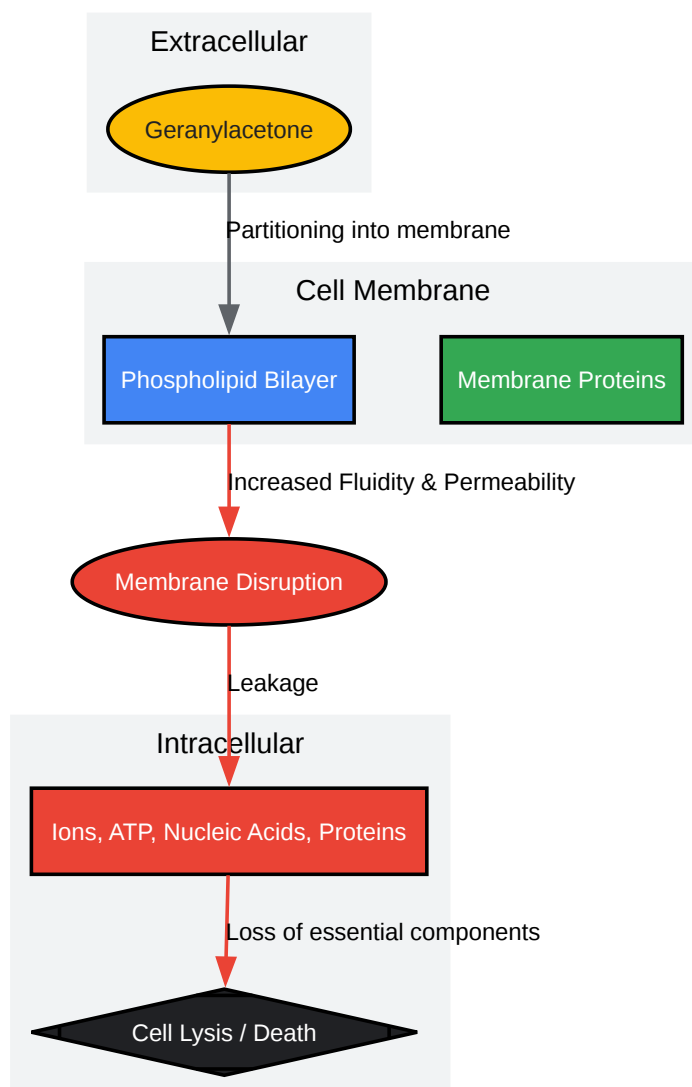 Extracellular
Geranylacetone
Partitioning into membrane
Cell Membrane
Phospholipid Bilayer
Membrane Proteins
Increased Fluidity & Permeability
Membrane Disruption
Leakage
Intracellular
Ions, ATP, Nucleic Acids, Proteins
Loss of essential components
Cell Lysis / Death